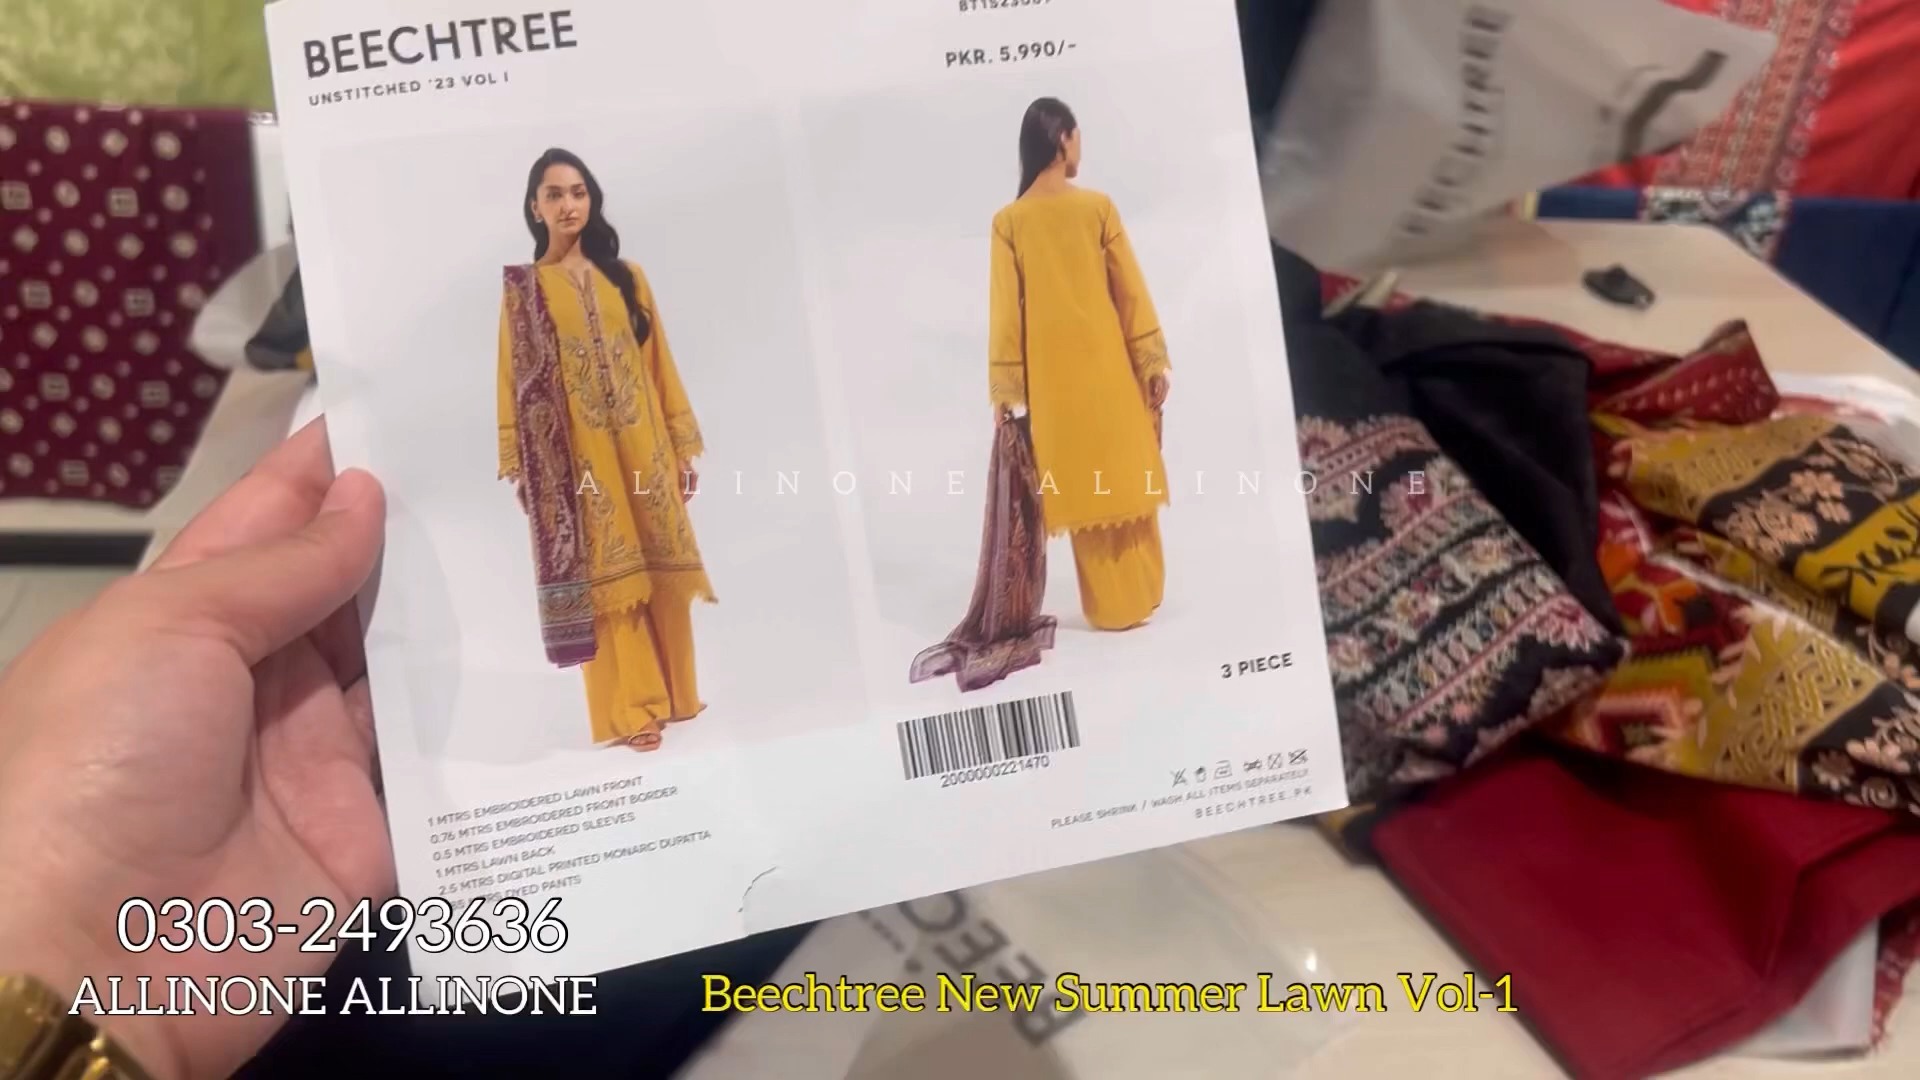 BEECHTREE
UNSTITCHED '23 VOL I
PKR. 5,990/-
BEECHTREE
ALLINONE ALLINONE
3 PIECE
2000000221470
1 MTRS EMBROIDERED LAWN FRONT
0.76 MTRS EMBROIDERED FRONT BORDER
0.5 MTRS EMBROIDERED SLEEVES
1 MTRS LAWN BACK
2.5 MTRS DIGITAL PRINTED MONARC DUPATTA
MTRS DYED PANTS
PLEASE SHRINK / WASH ALL ITEMS SEPARATELY
BEECHTREE.PK
0303-2493636
ALLINONE ALLINONE
Beechtree New Summer Lawn Vol-1